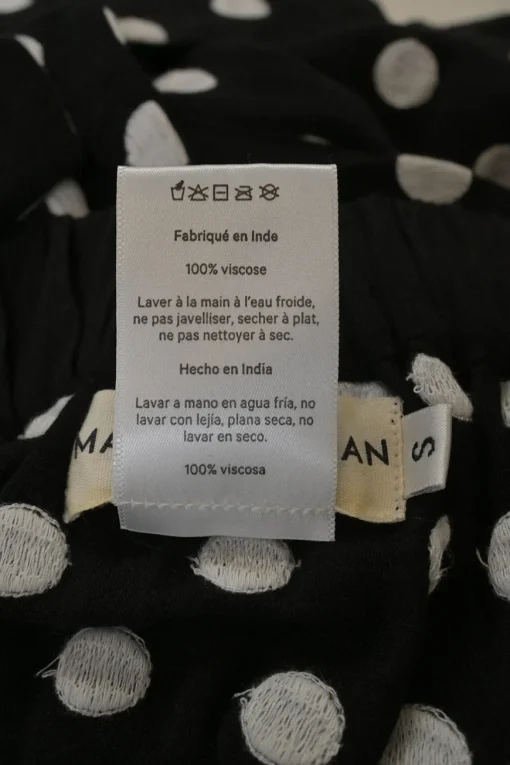 Fabriqué en Inde
100% viscose
Laver à la main à l'eau froide,
ne pas javelliser, secher à plat,
ne pas nettoyer à sec.
Hecho en India
Lavar a mano en agua fría, no
lavar con lejía, plana seca, no
lavar en seco.
100% viscosa
MA
AN
S